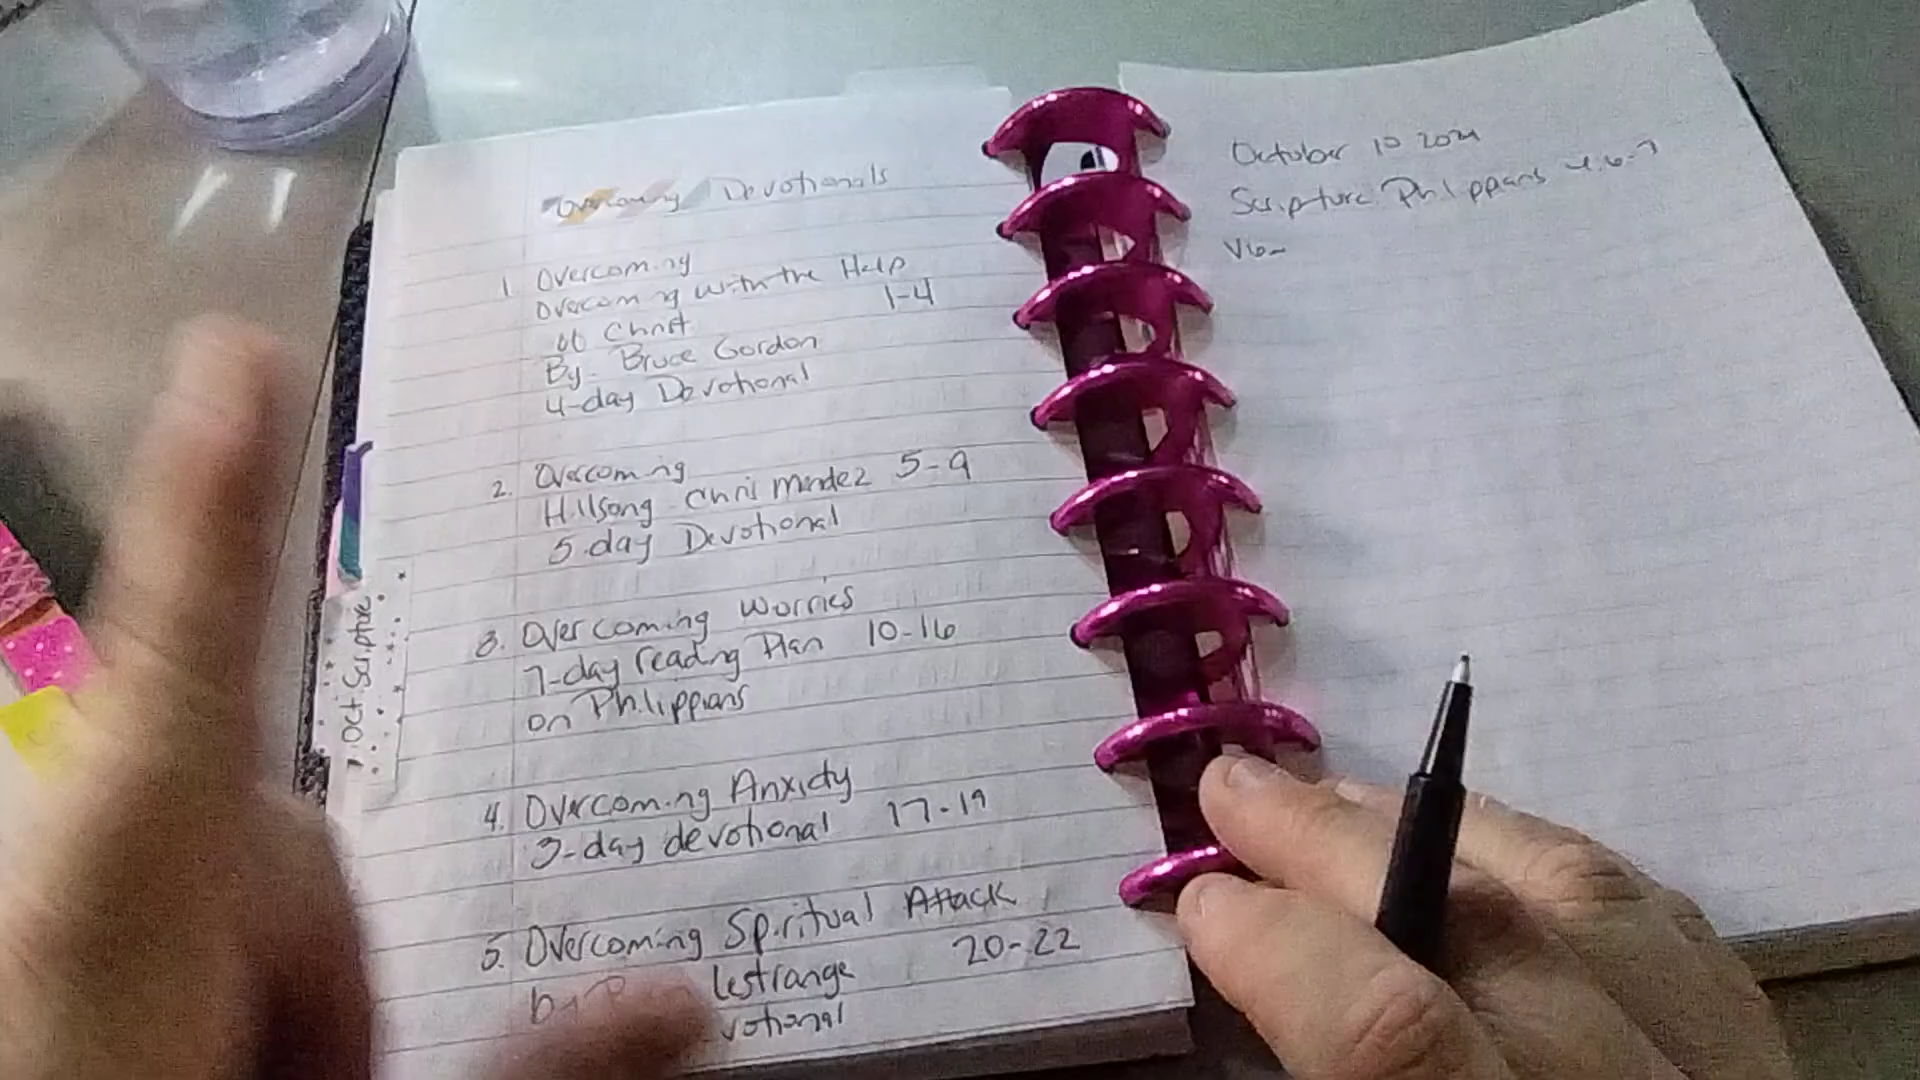 Overcoming Devotionals
1 Overcoming
Overcoming with the Help
of Christ 1-4
By. Bruce Gordon
4-day Devotional
2. Overcoming
Hillsong Chris Mendez 5-9
5-day Devotional
3. Overcoming Worries
7-day reading Plan 10-16
on Philippians
4. Overcoming Anxiety
3-day devotional 17-19
5. Overcoming Spiritual Attack
by lestrange 20-22
votional
Oct Scripture
October 10
Scripture: Philippians 4:6-7